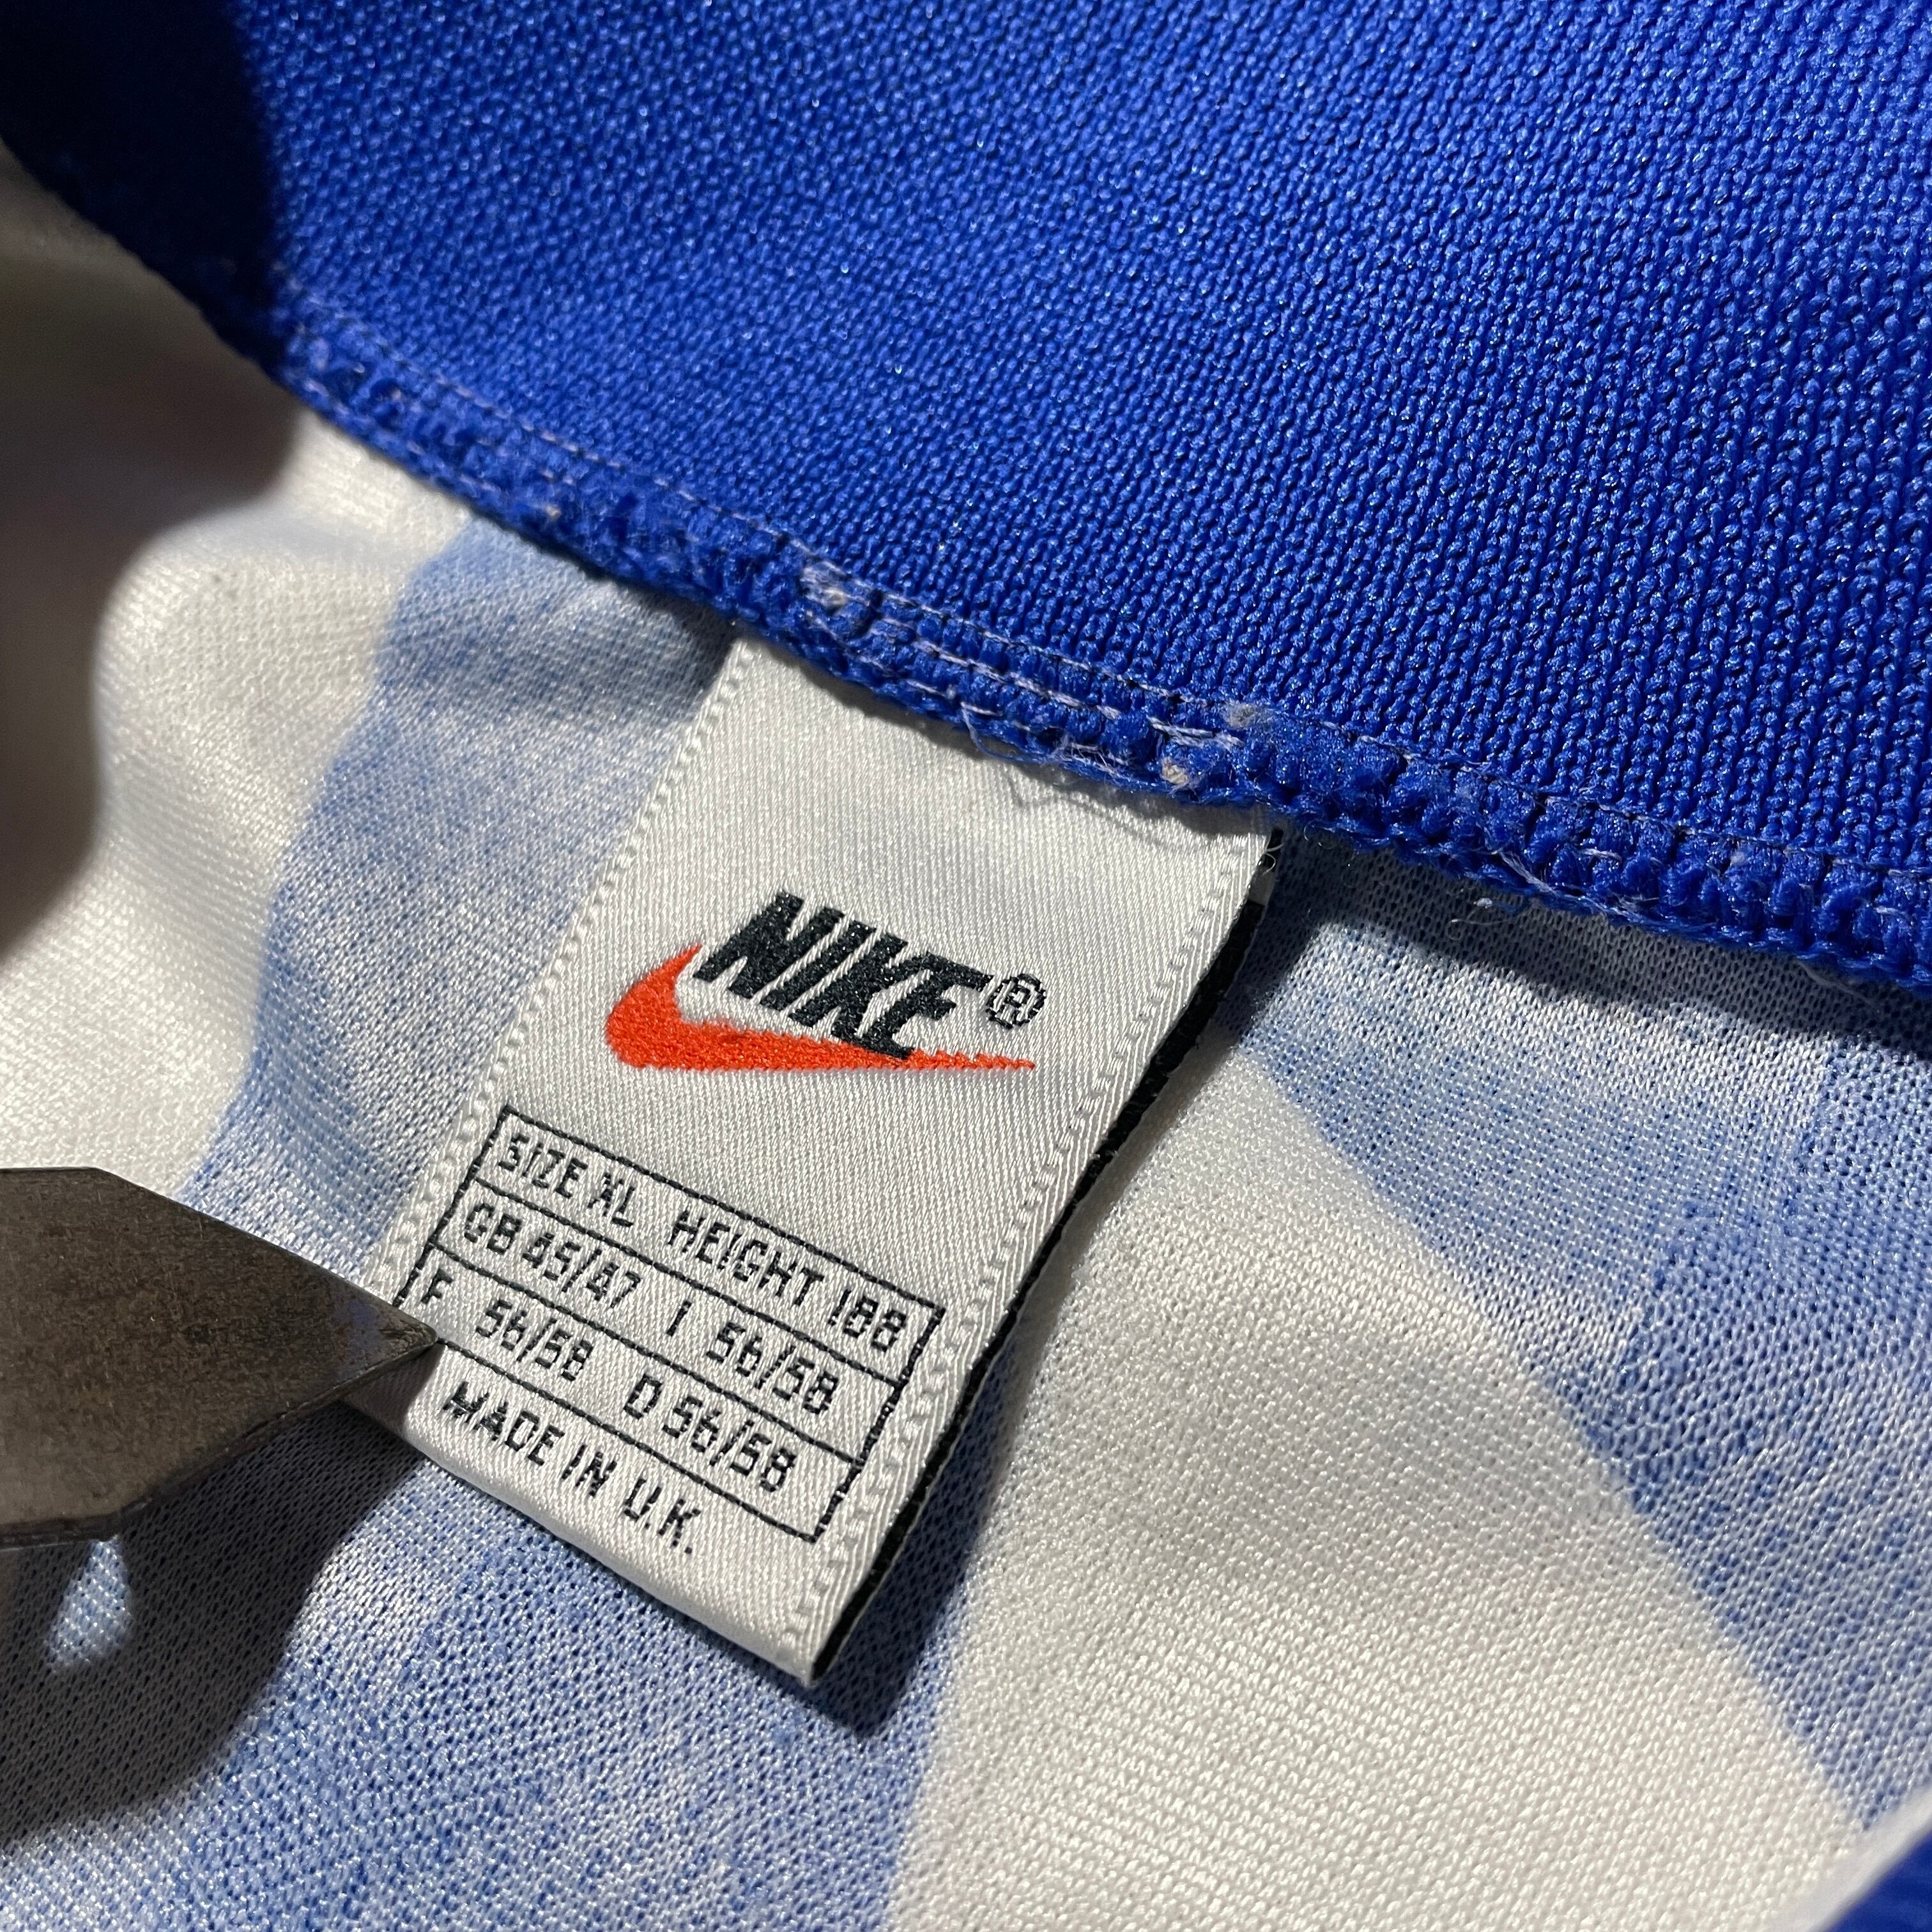 NIKE®
SIZE XL HEIGHT 188
GB 45/47 I 56/58
F 56/58 D 56/58
MADE IN U.K.